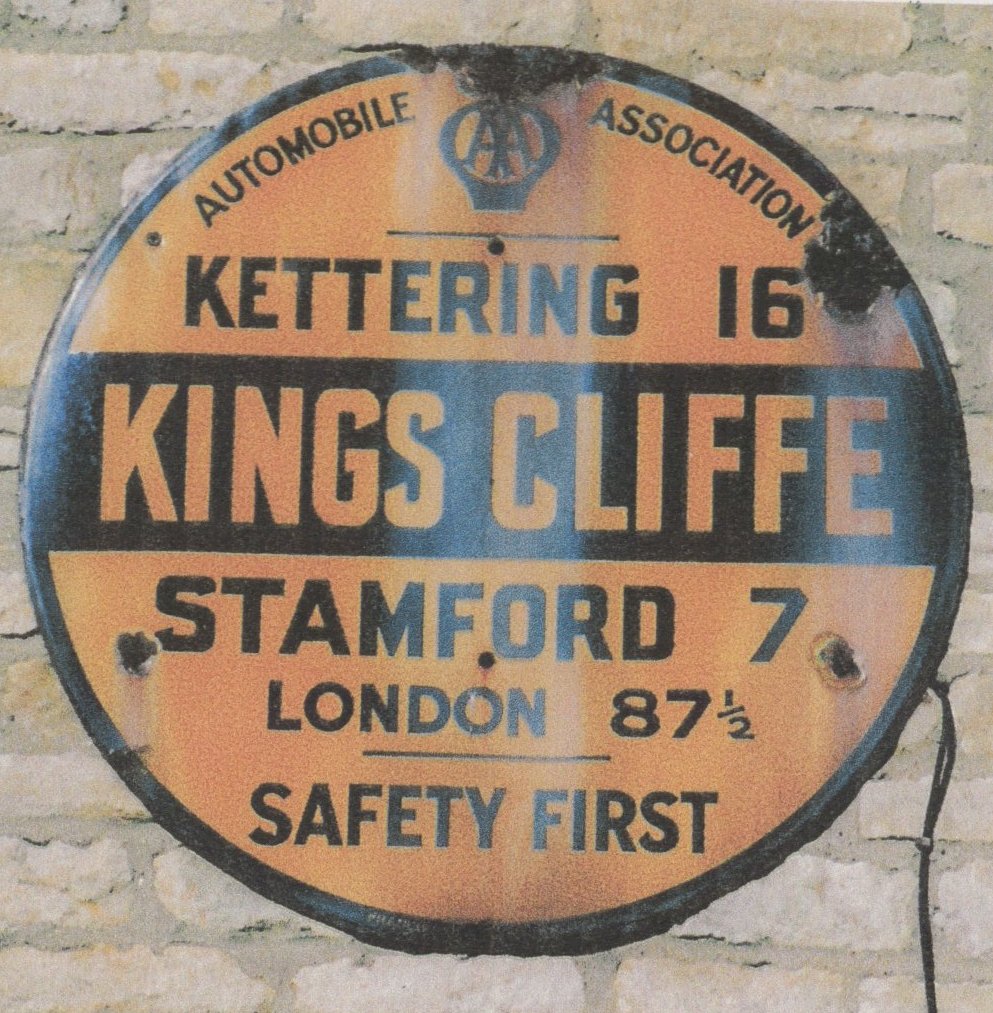 AUTOMOBILE AA ASSOCIATION
KETTERING 16
KINGS CLIFFE
STAMFORD 7
LONDON 87½
SAFETY FIRST